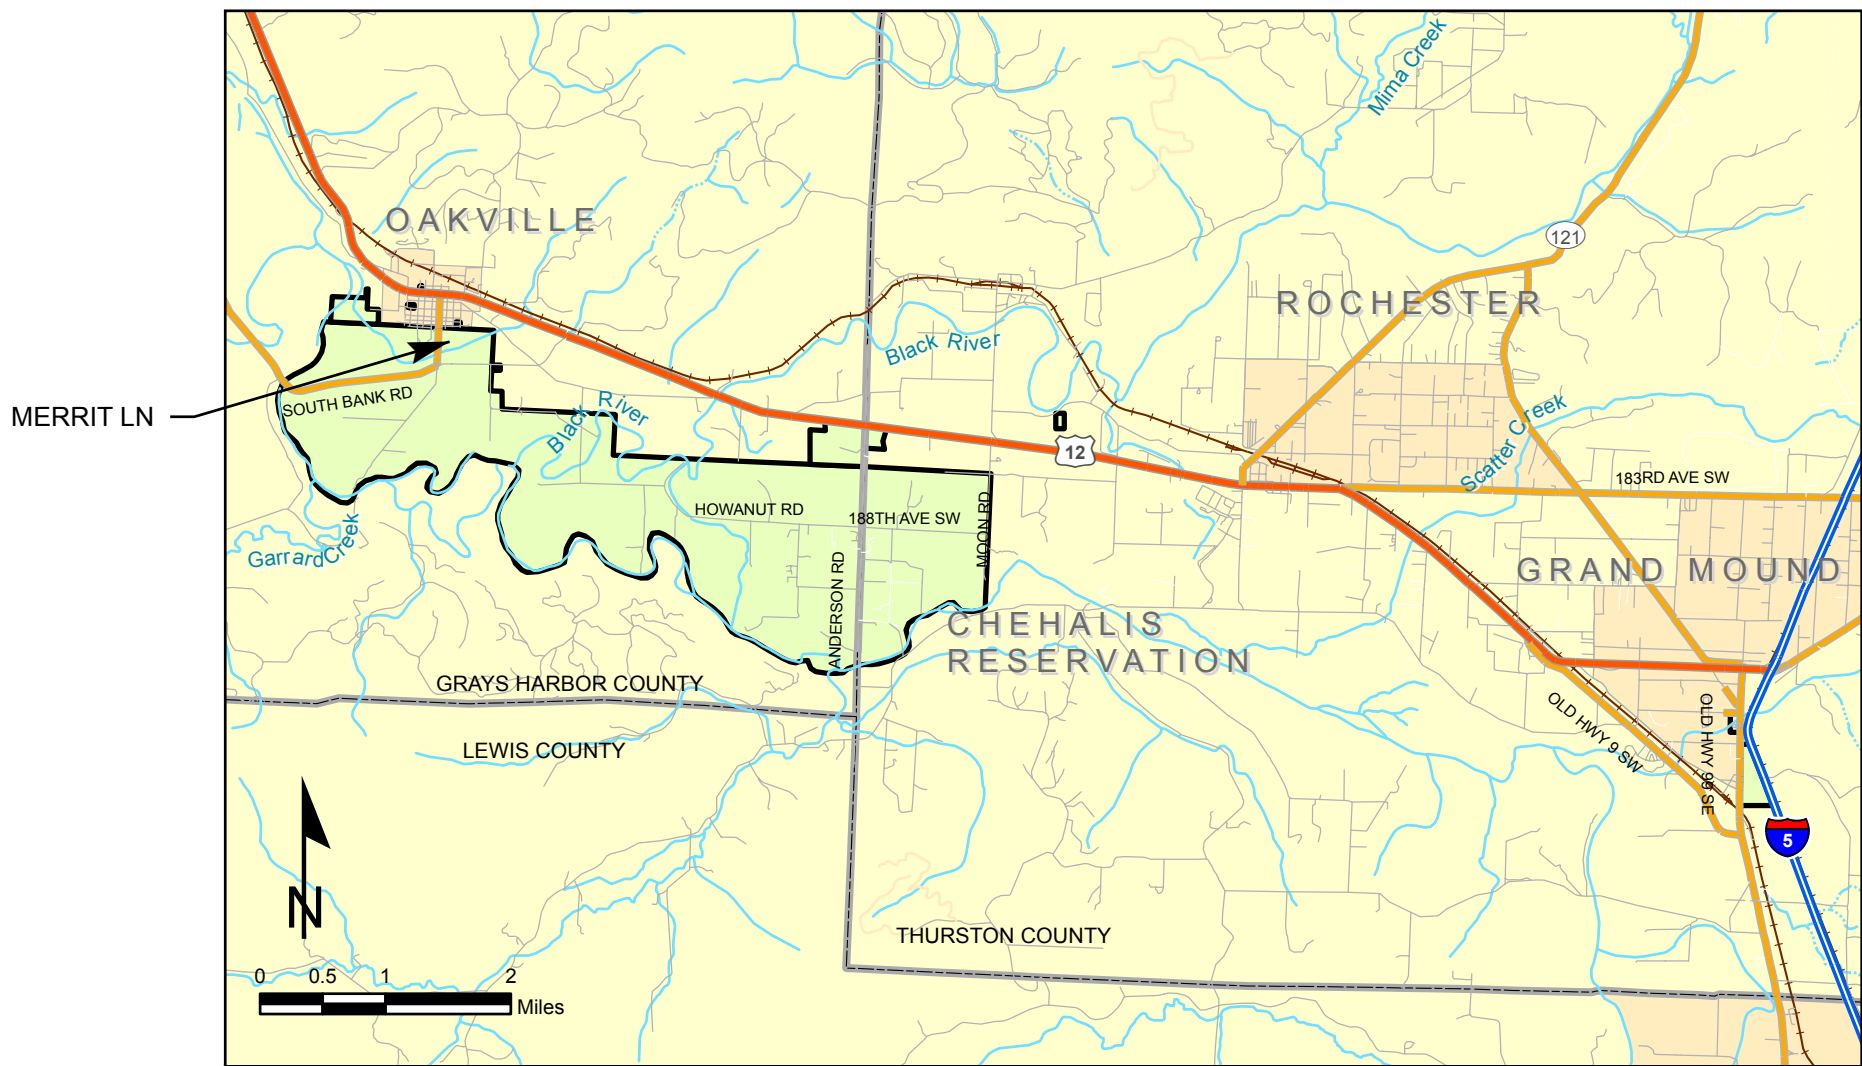 Mima Creek
OAKVILLE
121
ROCHESTER
Black River
MERRIT LN
SOUTH BANK RD
Black River
12
Scatter Creek
183RD AVE SW
HOWANUT RD
188TH AVE SW
MOON RD
GarrardCreek
ANDERSON RD
GRAND MOUND
CHEHALIS
RESERVATION
GRAYS HARBOR COUNTY
LEWIS COUNTY
OLD HWY 9 SW
OLD HWY 99 SE
5
N
THURSTON COUNTY
0 0.5 1 2
Miles